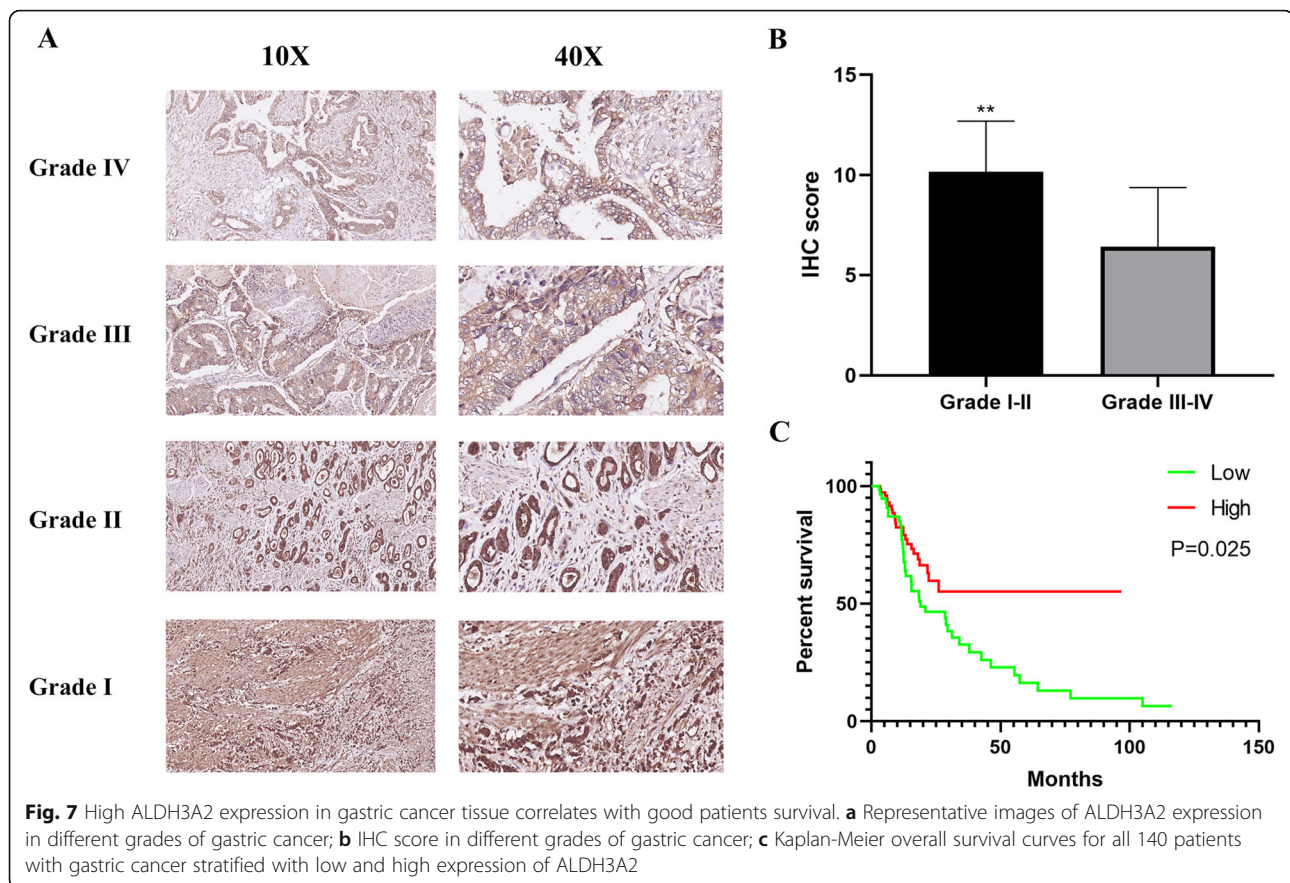 A
10X
40X
Grade IV
Grade III
Grade II
Grade I
B
15
10
5
0
IHC score
**
Grade I-II
Grade III-IV
C
100
50
0
Percent survival
Low
High
P=0.025
0
50
100
150
Months
Fig. 7 High ALDH3A2 expression in gastric cancer tissue correlates with good patients survival. a Representative images of ALDH3A2 expression
in different grades of gastric cancer; b IHC score in different grades of gastric cancer; c Kaplan-Meier overall survival curves for all 140 patients
with gastric cancer stratified with low and high expression of ALDH3A2